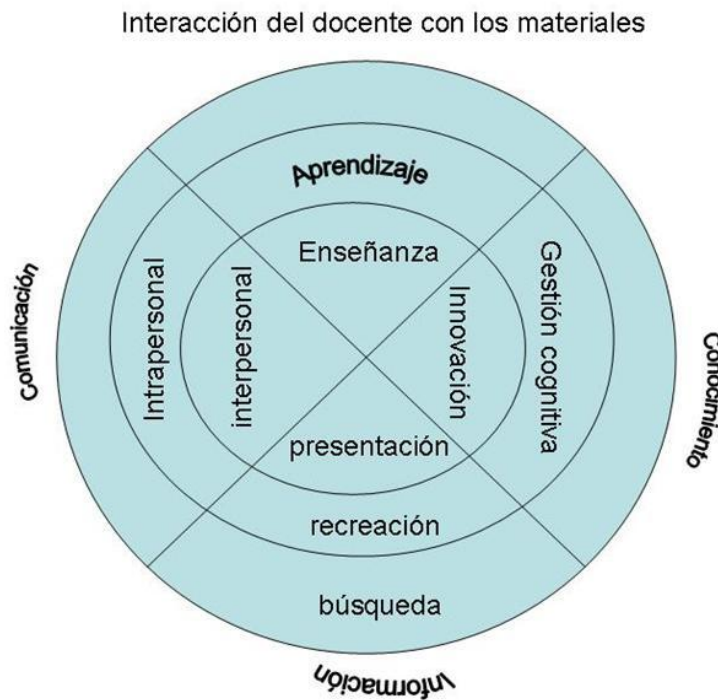 Interacción del docente con los materiales
Aprendizaje
Enseñanza
Comunicación
Intrapersonal
interpersonal
Innovación
Gestión cognitiva
Conocimiento
presentación
recreación
búsqueda
Información